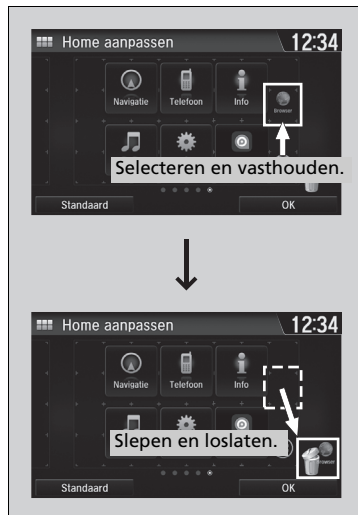 Home aanpassen 12:34
Navigatie Telefoon Info
Browser
Selecteren en vasthouden.
Standaard OK
Home aanpassen 12:34
Navigatie Telefoon Info
Slepen en loslaten.
Browser
Standaard OK